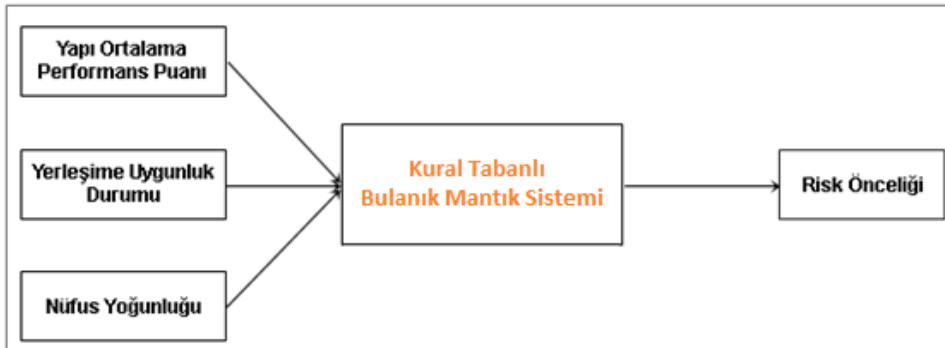 Yapı Ortalama
Performans Puanı
Yerleşime Uygunluk
Durumu
Nüfus Yoğunluğu
Kural Tabanlı
Bulanık Mantık Sistemi
Risk Önceliği